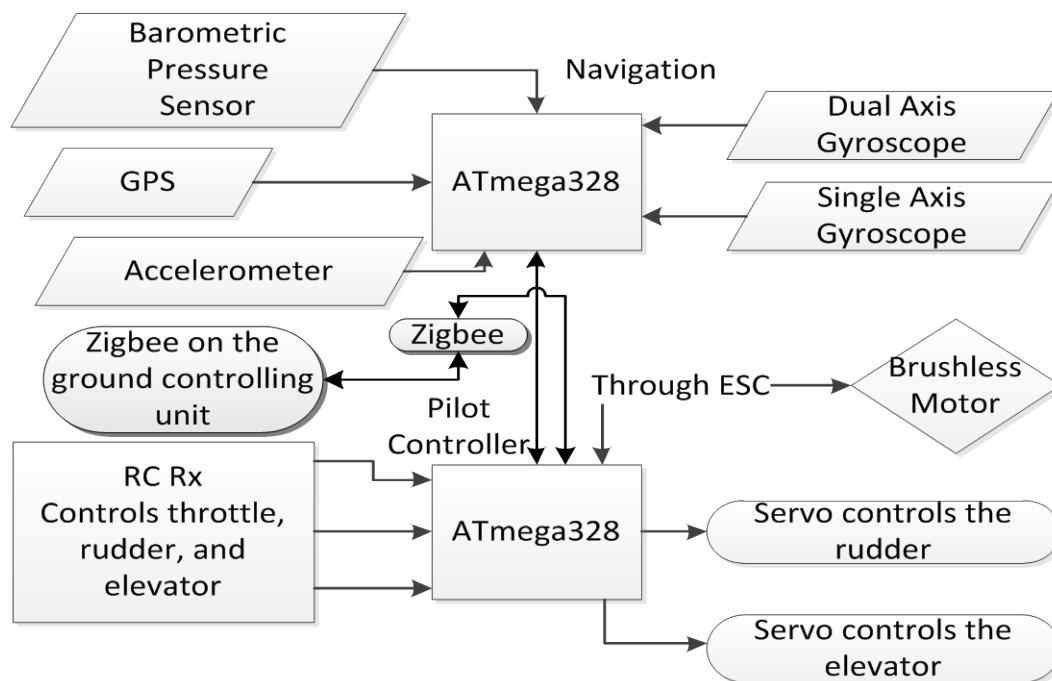 Barometric
Pressure
Sensor
Navigation
Dual Axis
Gyroscope
GPS
ATmega328
Single Axis
Gyroscope
Accelerometer
Zigbee
Zigbee on the
ground controlling
unit
Through ESC
Brushless
Motor
Pilot
Controller
RC Rx
Controls throttle,
rudder, and
elevator
ATmega328
Servo controls the
rudder
Servo controls the
elevator